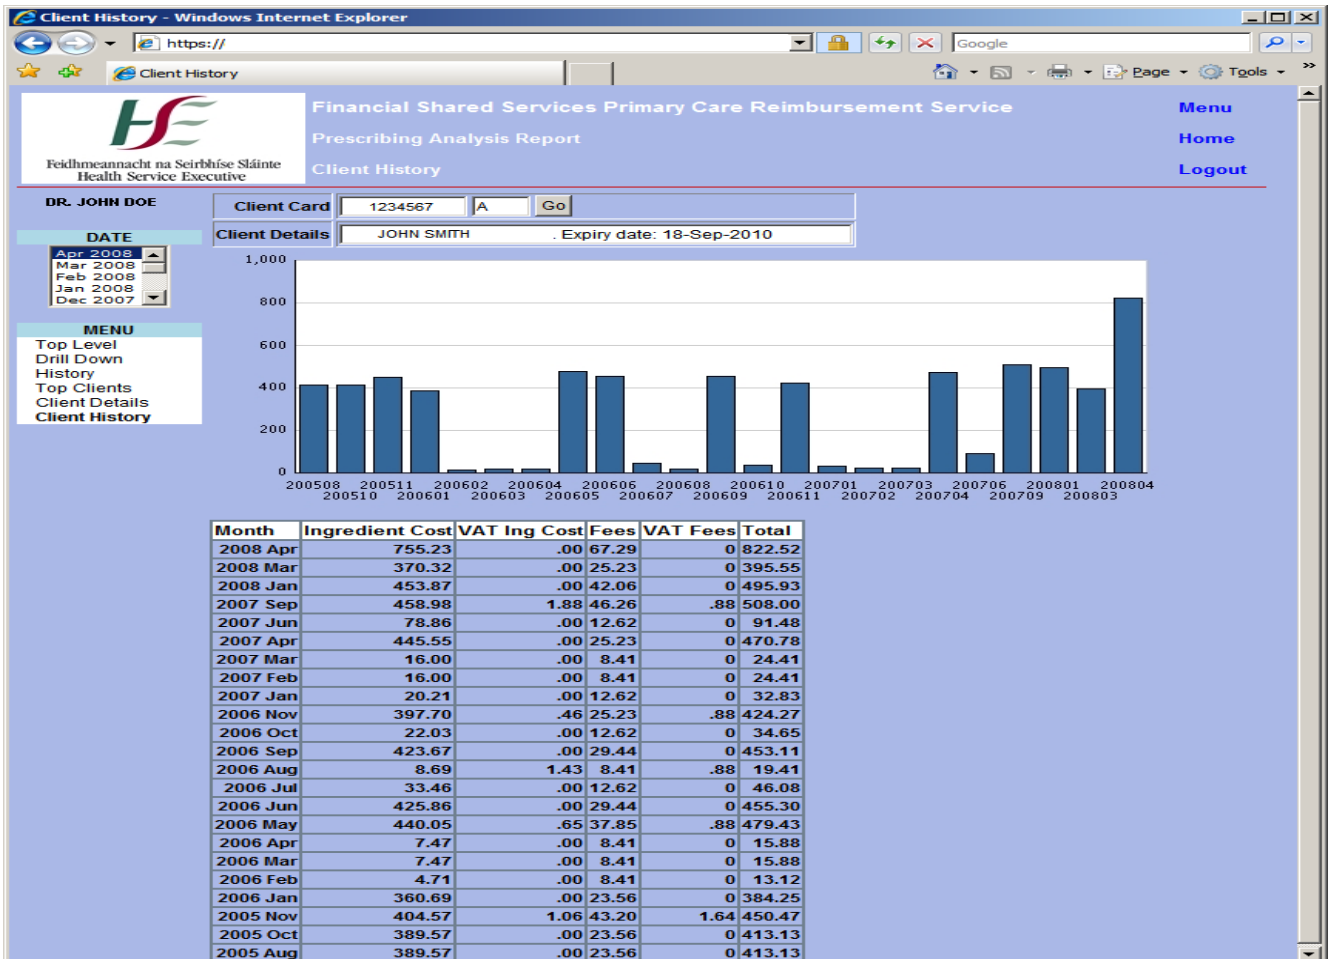 Client History - Windows Internet Explorer
https://
Google
Client History
Page Tools »
Feidhmeannacht na Seirbhíse Sláinte
Health Service Executive
Financial Shared Services Primary Care Reimbursement Service
Menu
Prescribing Analysis Report
Home
Client History
Logout
DR. JOHN DOE
Client Card 1234567 A Go
Client Details JOHN SMITH . Expiry date: 18-Sep-2010
DATE
Apr 2008
Mar 2008
Feb 2008
Jan 2008
Dec 2007
MENU
Top Level
Drill Down
History
Top Clients
Client Details
Client History
1,000
800
600
400
200
0
200508 200511 200602 200604 200606 200608 200610 200701 200703 200706 200801 200804
200510 200601 200603 200605 200607 200609 200611 200702 200704 200709 200803
Month Ingredient Cost VAT Ing Cost Fees VAT Fees Total
2008 Apr 755.23 .00 67.29 0 822.52
2008 Mar 370.32 .00 25.23 0 395.55
2008 Jan 453.87 .00 42.06 0 495.93
2007 Sep 458.98 1.88 46.26 .88 508.00
2007 Jun 78.86 .00 12.62 0 91.48
2007 Apr 445.55 .00 25.23 0 470.78
2007 Mar 16.00 .00 8.41 0 24.41
2007 Feb 16.00 .00 8.41 0 24.41
2007 Jan 20.21 .00 12.62 0 32.83
2006 Nov 397.70 .46 25.23 .88 424.27
2006 Oct 22.03 .00 12.62 0 34.65
2006 Sep 423.67 .00 29.44 0 453.11
2006 Aug 8.69 1.43 8.41 .88 19.41
2006 Jul 33.46 .00 12.62 0 46.08
2006 Jun 425.86 .00 29.44 0 455.30
2006 May 440.05 .65 37.85 .88 479.43
2006 Apr 7.47 .00 8.41 0 15.88
2006 Mar 7.47 .00 8.41 0 15.88
2006 Feb 4.71 .00 8.41 0 13.12
2006 Jan 360.69 .00 23.56 0 384.25
2005 Nov 404.57 1.06 43.20 1.64 450.47
2005 Oct 389.57 .00 23.56 0 413.13
2005 Aug 389.57 .00 23.56 0 413.13